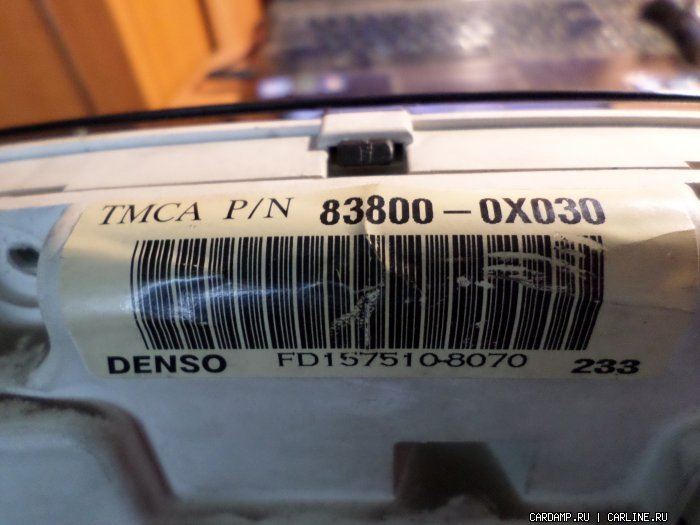 TMCA P/N 83800-0X030
DENSO FD157510-8070 233
CARDAMP.RU | CARLINE.RU